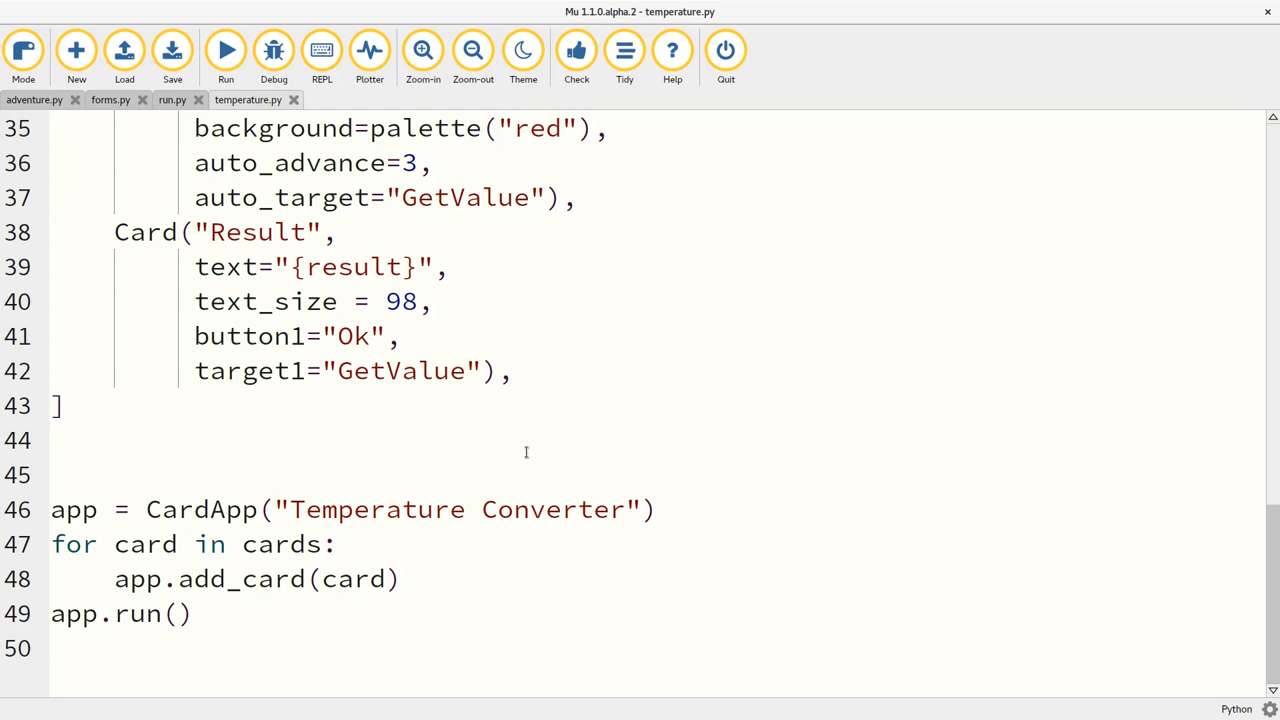 Mu 1.1.0.alpha.2 - temperature.py
Mode New Load Save Run Debug REPL Plotter Zoom-in Zoom-out Theme Check Tidy Help Quit
adventure.py forms.py run.py temperature.py
35 background=palette("red"),
36 auto_advance=3,
37 auto_target="GetValue"),
38 Card("Result",
39 text="{result}",
40 text_size = 98,
41 button1="Ok",
42 target1="GetValue"),
43 ]
44
45
46 app = CardApp("Temperature Converter")
47 for card in cards:
48 app.add_card(card)
49 app.run()
50
Python